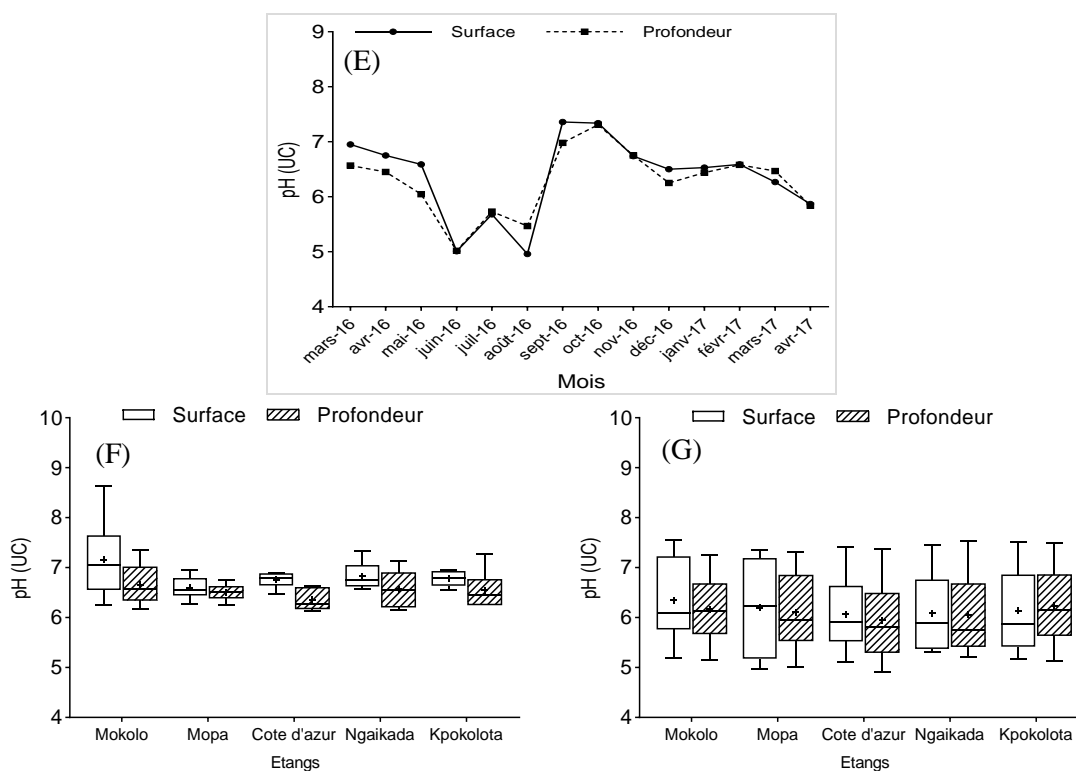 Surface Profondeur
(E)
9
8
7
6
5
4
pH (UC)
mars-16 avr-16 mai-16 juin-16 juil-16 août-16 sept-16 oct-16 nov-16 déc-16 janv-17 févr-17 mars-17 avr-17
Mois
Surface Profondeur
(F)
10
9
8
7
6
5
4
pH (UC)
Mokolo Mopa Cote d'azur Ngaikada Kpokolota
Etangs
Surface Profondeur
(G)
10
9
8
7
6
5
4
pH (UC)
Mokolo Mopa Cote d'azur Ngaikada Kpokolota
Etangs